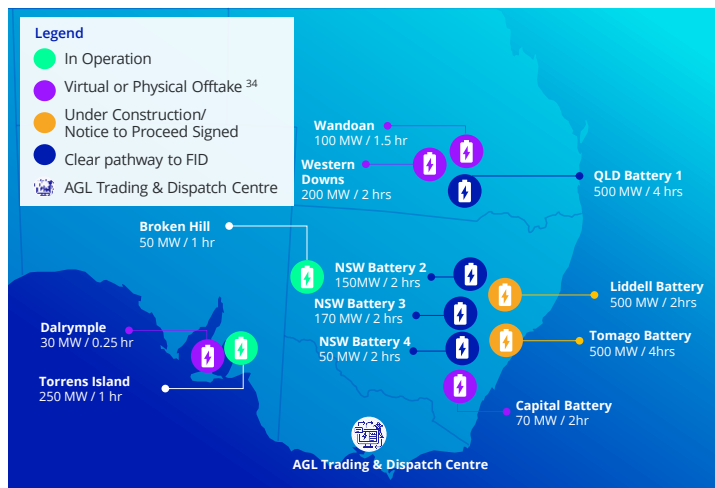 Legend
In Operation
Virtual or Physical Offtake 34
Under Construction/
Notice to Proceed Signed
Clear pathway to FID
AGL Trading & Dispatch Centre
Wandoan
100 MW / 1.5 hr
Western
Downs
200 MW / 2 hrs
QLD Battery 1
500 MW / 4 hrs
Broken Hill
50 MW / 1 hr
NSW Battery 2
150MW / 2 hrs
NSW Battery 3
170 MW / 2 hrs
NSW Battery 4
50 MW / 2 hrs
Liddell Battery
500 MW / 2hrs
Tomago Battery
500 MW / 4hrs
Dalrymple
30 MW / 0.25 hr
Torrens Island
250 MW / 1 hr
Capital Battery
70 MW / 2hr
AGL Trading & Dispatch Centre